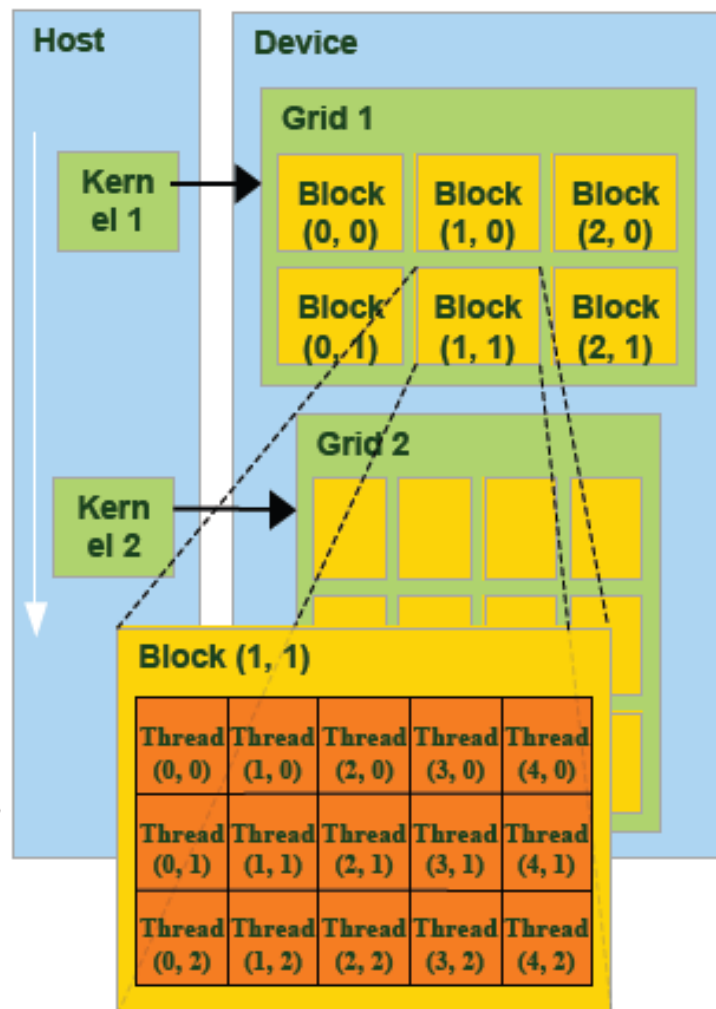 Host
Device
Grid 1
Kern
el 1
Block
(0, 0)
Block
(1, 0)
Block
(2, 0)
Block
(0, 1)
Block
(1, 1)
Block
(2, 1)
Grid 2
Kern
el 2
Block (1, 1)
Thread
(0, 0)
Thread
(1, 0)
Thread
(2, 0)
Thread
(3, 0)
Thread
(4, 0)
Thread
(0, 1)
Thread
(1, 1)
Thread
(2, 1)
Thread
(3, 1)
Thread
(4, 1)
Thread
(0, 2)
Thread
(1, 2)
Thread
(2, 2)
Thread
(3, 2)
Thread
(4, 2)